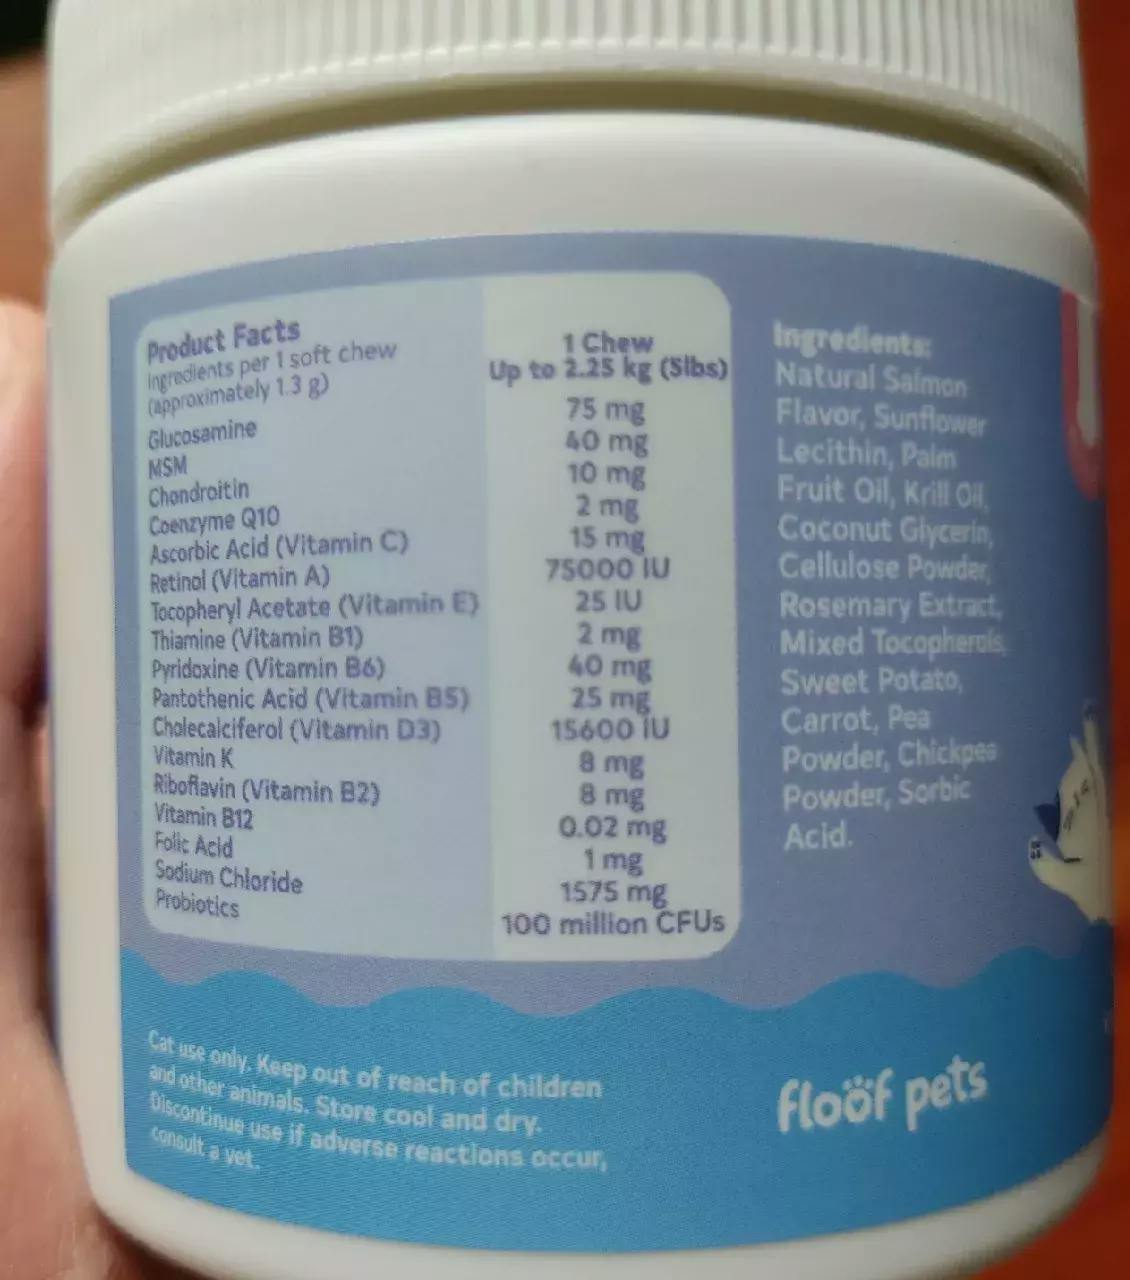 Product Facts
Ingredients per 1 soft chew
(approximately 1.3 g)
1 Chew
Up to 2.25 kg (5lbs)
Glucosamine 75 mg
MSM 40 mg
Chondroitin 10 mg
Coenzyme Q10 2 mg
Ascorbic Acid (Vitamin C) 15 mg
Retinol (Vitamin A) 75000 IU
Tocopheryl Acetate (Vitamin E) 25 IU
Thiamine (Vitamin B1) 2 mg
Pyridoxine (Vitamin B6) 40 mg
Pantothenic Acid (Vitamin B5) 25 mg
Cholecalciferol (Vitamin D3) 15600 IU
Vitamin K 8 mg
Riboflavin (Vitamin B2) 8 mg
Vitamin B12 0.02 mg
Folic Acid 1 mg
Sodium Chloride 1575 mg
Probiotics 100 million CFUs
Ingredients:
Natural Salmon
Flavor, Sunflower
Lecithin, Palm
Fruit Oil, Krill Oil,
Coconut Glycerin,
Cellulose Powder,
Rosemary Extract,
Mixed Tocopherols,
Sweet Potato,
Carrot, Pea
Powder, Chickpea
Powder, Sorbic
Acid.
Cat use only. Keep out of reach of children
and other animals. Store cool and dry.
Discontinue use if adverse reactions occur,
consult a vet.
floof pets